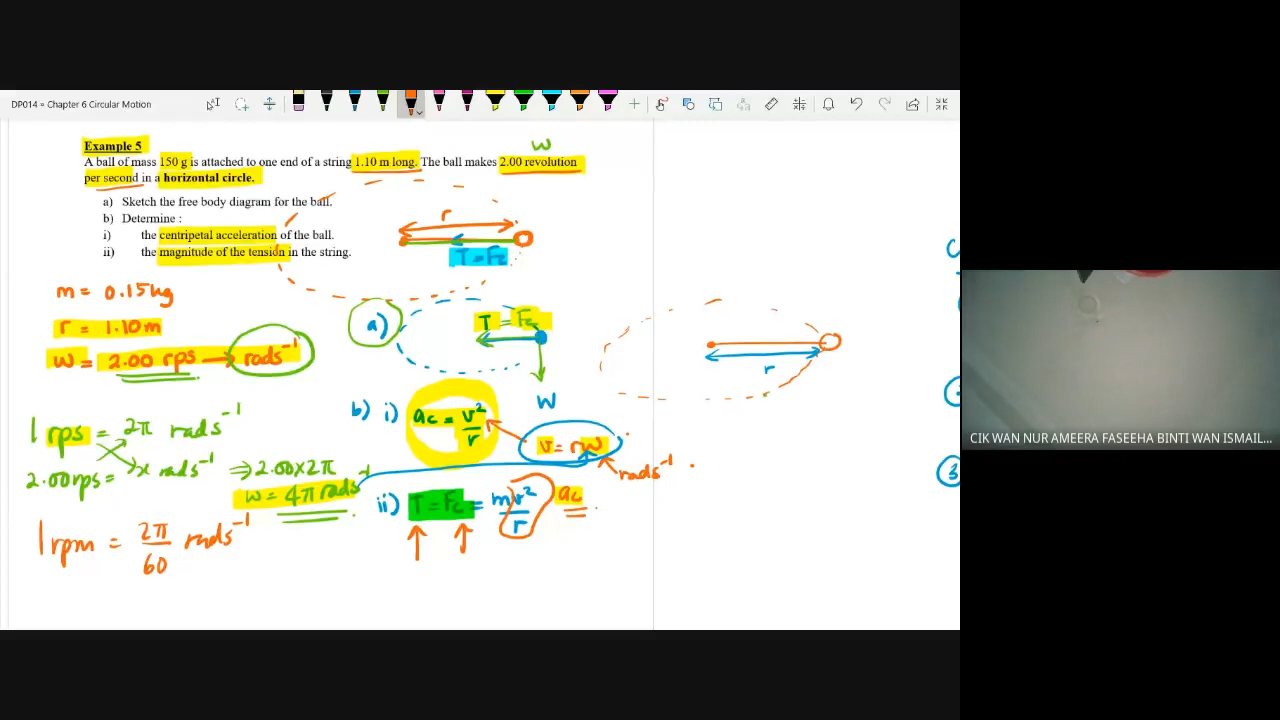 DP014 » Chapter 6 Circular Motion
Example 5
ω
A ball of mass 150 g is attached to one end of a string 1.10 m long. The ball makes 2.00 revolution
per second in a horizontal circle.
a) Sketch the free body diagram for the ball.
b) Determine :
i) the centripetal acceleration of the ball.
ii) the magnitude of the tension in the string.
r
T = Fc
m = 0.15 kg
r = 1.10 m
ω = 2.00 rps → rads⁻¹
a)
T = Fc
W
r
1 rps = 2π rads⁻¹
2.00 rps = x rads⁻¹ ⇒ 2.00 × 2π
ω = 4π rads⁻¹
1 rpm = 2π/60 rads⁻¹
b) i) ac = v²/r
v = rω
rads⁻¹
ii) T = Fc = mv²/r
ac
CIK WAN NUR AMEERA FASEEHA BINTI WAN ISMAIL...